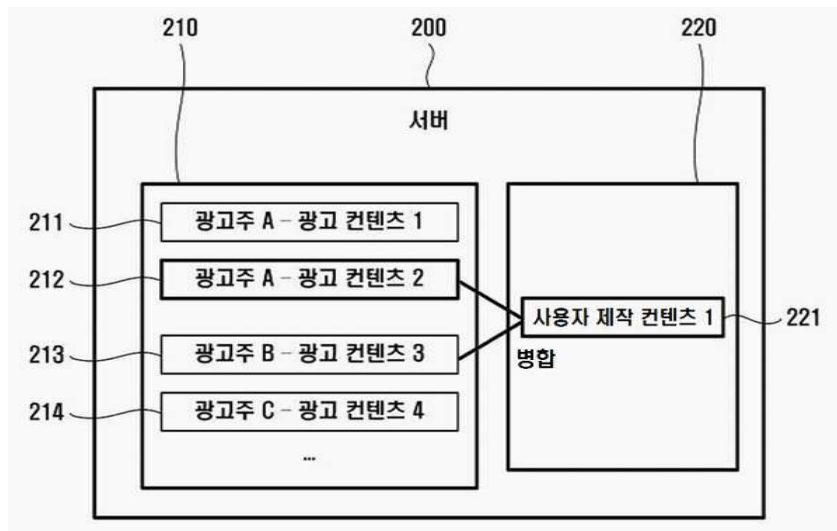 210 200 220
서버
211 광고주 A - 광고 컨텐츠 1
212 광고주 A - 광고 컨텐츠 2
사용자 제작 컨텐츠 1 221
213 광고주 B - 광고 컨텐츠 3
병합
214 광고주 C - 광고 컨텐츠 4
...